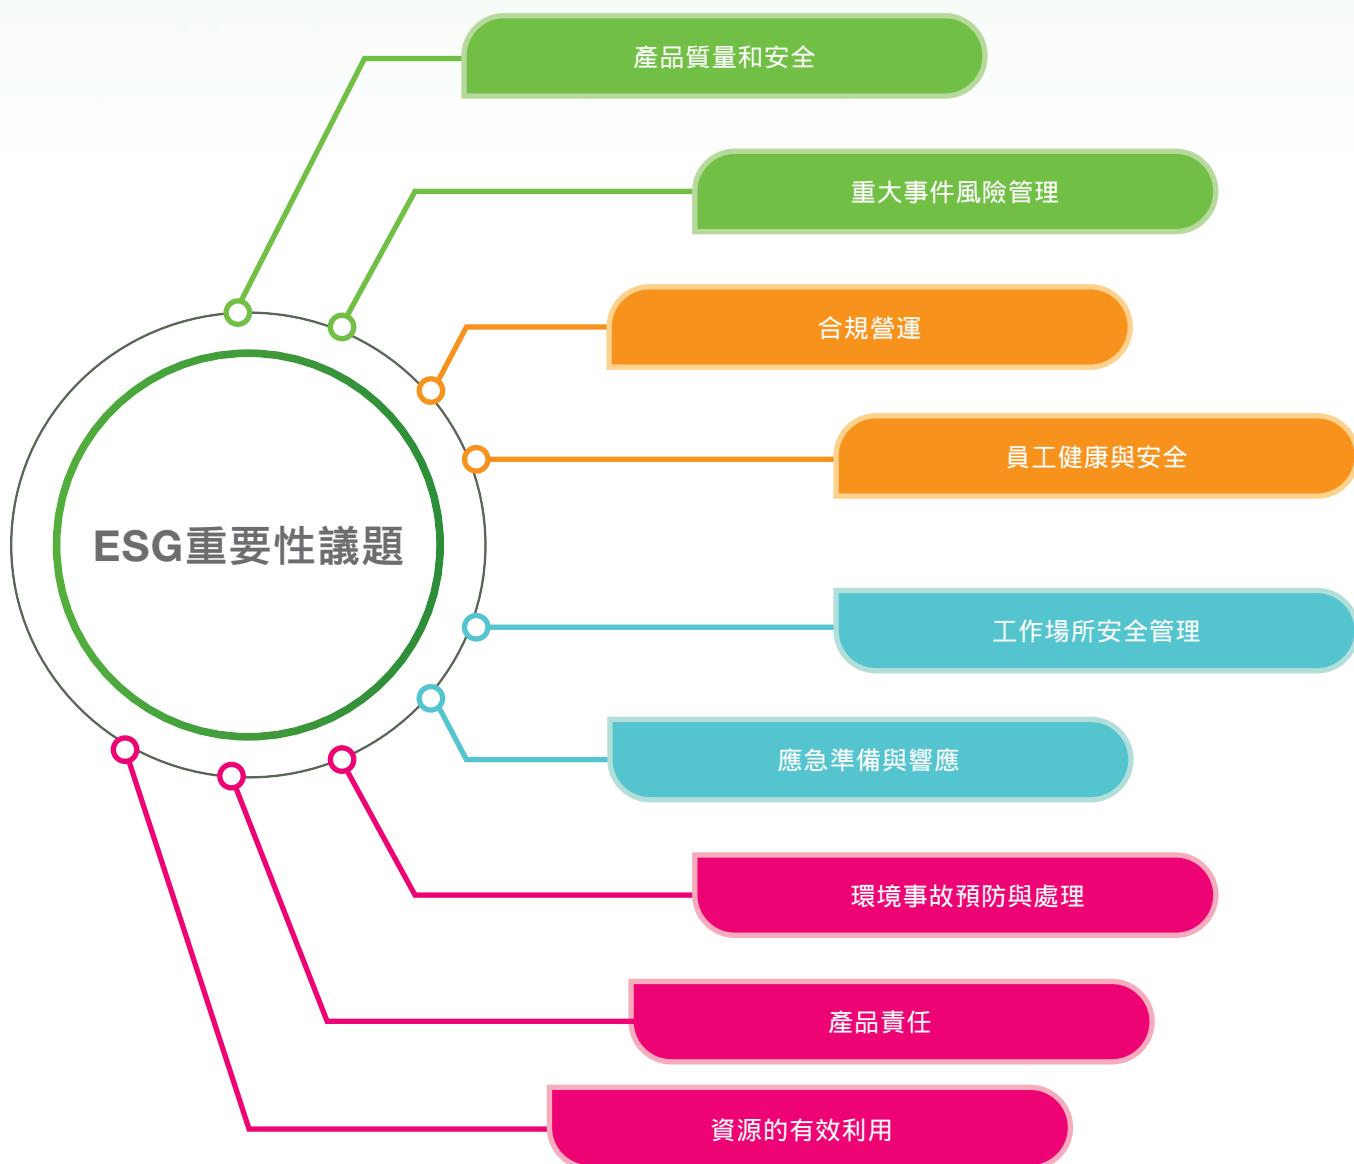 產品質量和安全
重大事件風險管理
合規營運
員工健康與安全
ESG重要性議題
工作場所安全管理
應急準備與響應
環境事故預防與處理
產品責任
資源的有效利用